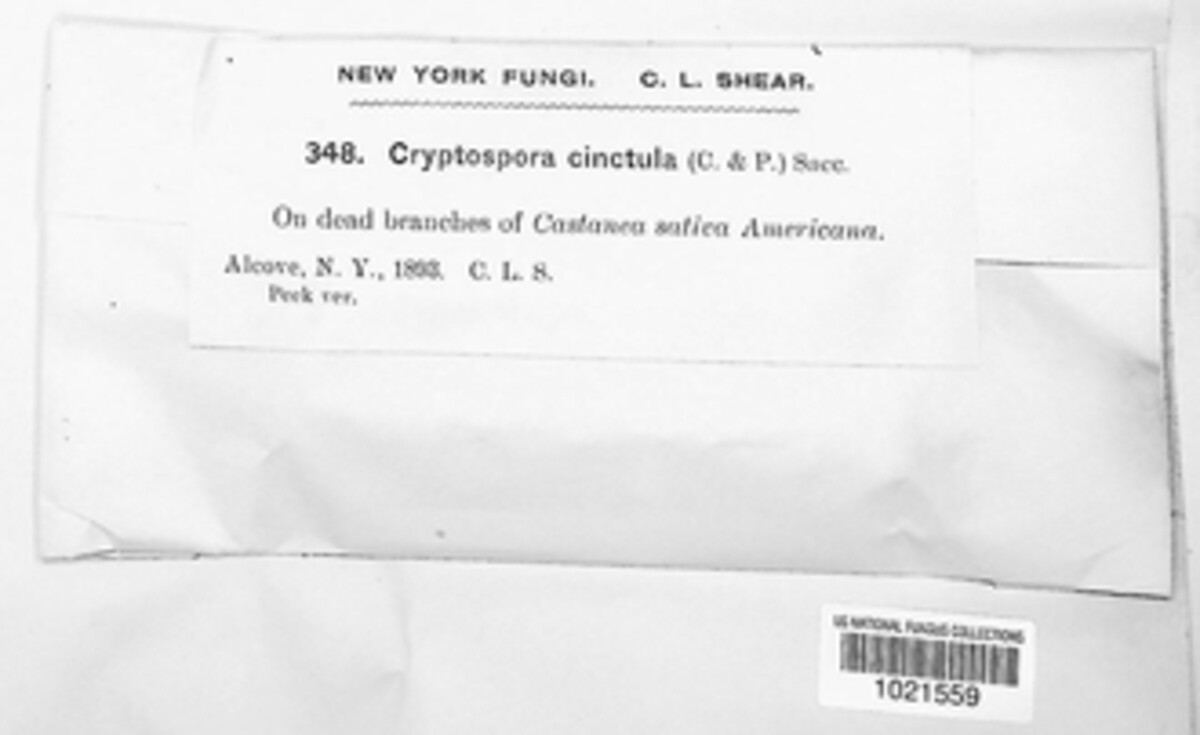 NEW YORK FUNGI. C. L. SHEAR.
348. Cryptospora cinctula (C. & P.) Sacc.
On dead branches of Castanea sativa Americana.
Alcove, N. Y., 1893. C. L. S.
Peck ver.
US NATIONAL FUNGUS COLLECTIONS
1021559